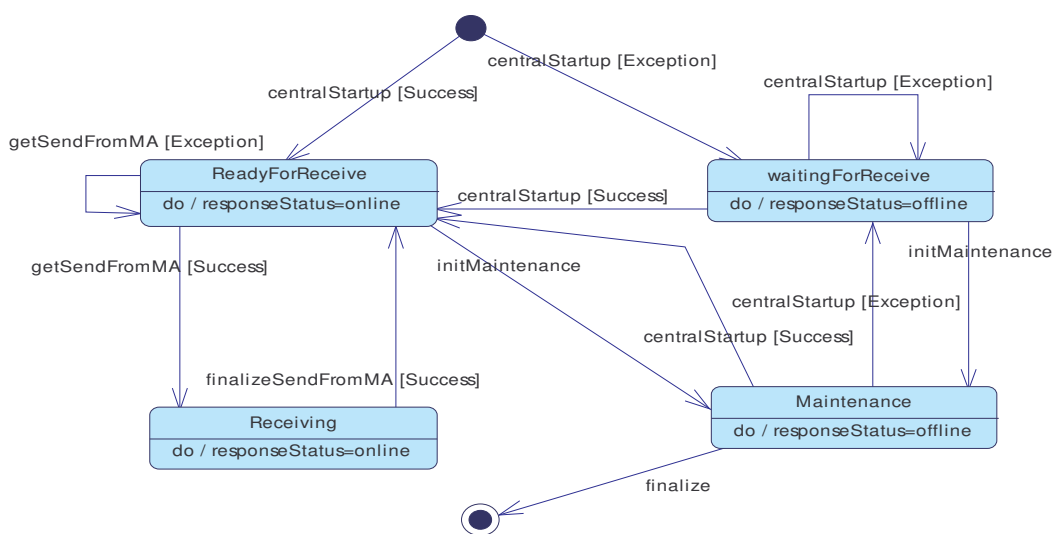 centralStartup [Exception]
centralStartup [Exception]
centralStartup [Success]
getSendFromMA [Exception]
ReadyForReceive
do / responseStatus=online
waitingForReceive
do / responseStatus=offline
centralStartup [Success]
getSendFromMA [Success]
initMaintenance
initMaintenance
centralStartup [Exception]
centralStartup [Success]
finalizeSendFromMA [Success]
Receiving
do / responseStatus=online
Maintenance
do / responseStatus=offline
finalize